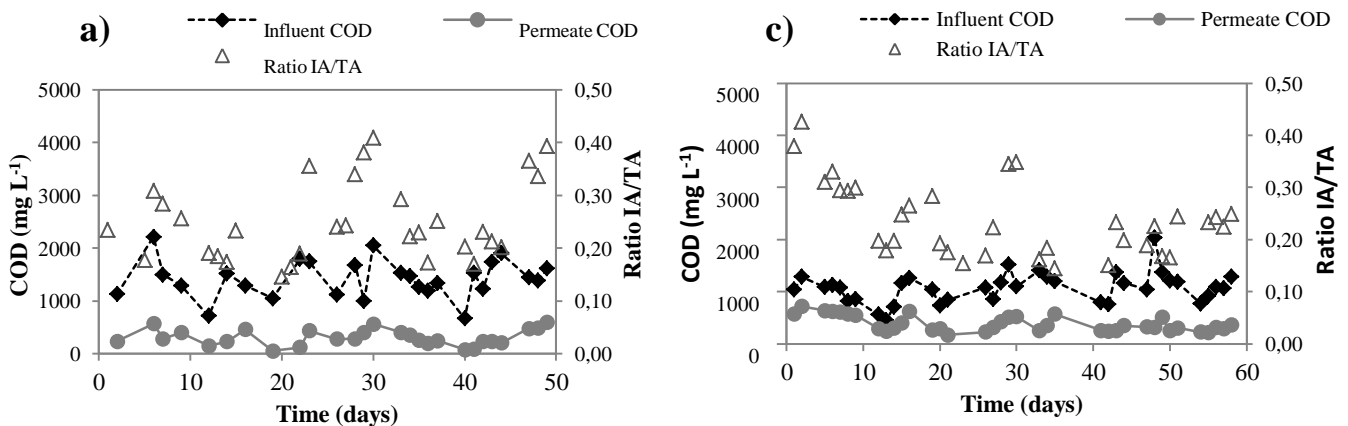 a)
Influent COD
Permeate COD
Ratio IA/TA
5000
4000
3000
2000
1000
0
COD (mg L-1)
0,50
0,40
0,30
0,20
0,10
0,00
Ratio IA/TA
0 10 20 30 40 50
Time (days)
c)
Influent COD
Permeate COD
Ratio IA/TA
5000
4000
3000
2000
1000
0
COD (mg L-1)
0,50
0,40
0,30
0,20
0,10
0,00
Ratio IA/TA
0 10 20 30 40 50 60
Time (days)